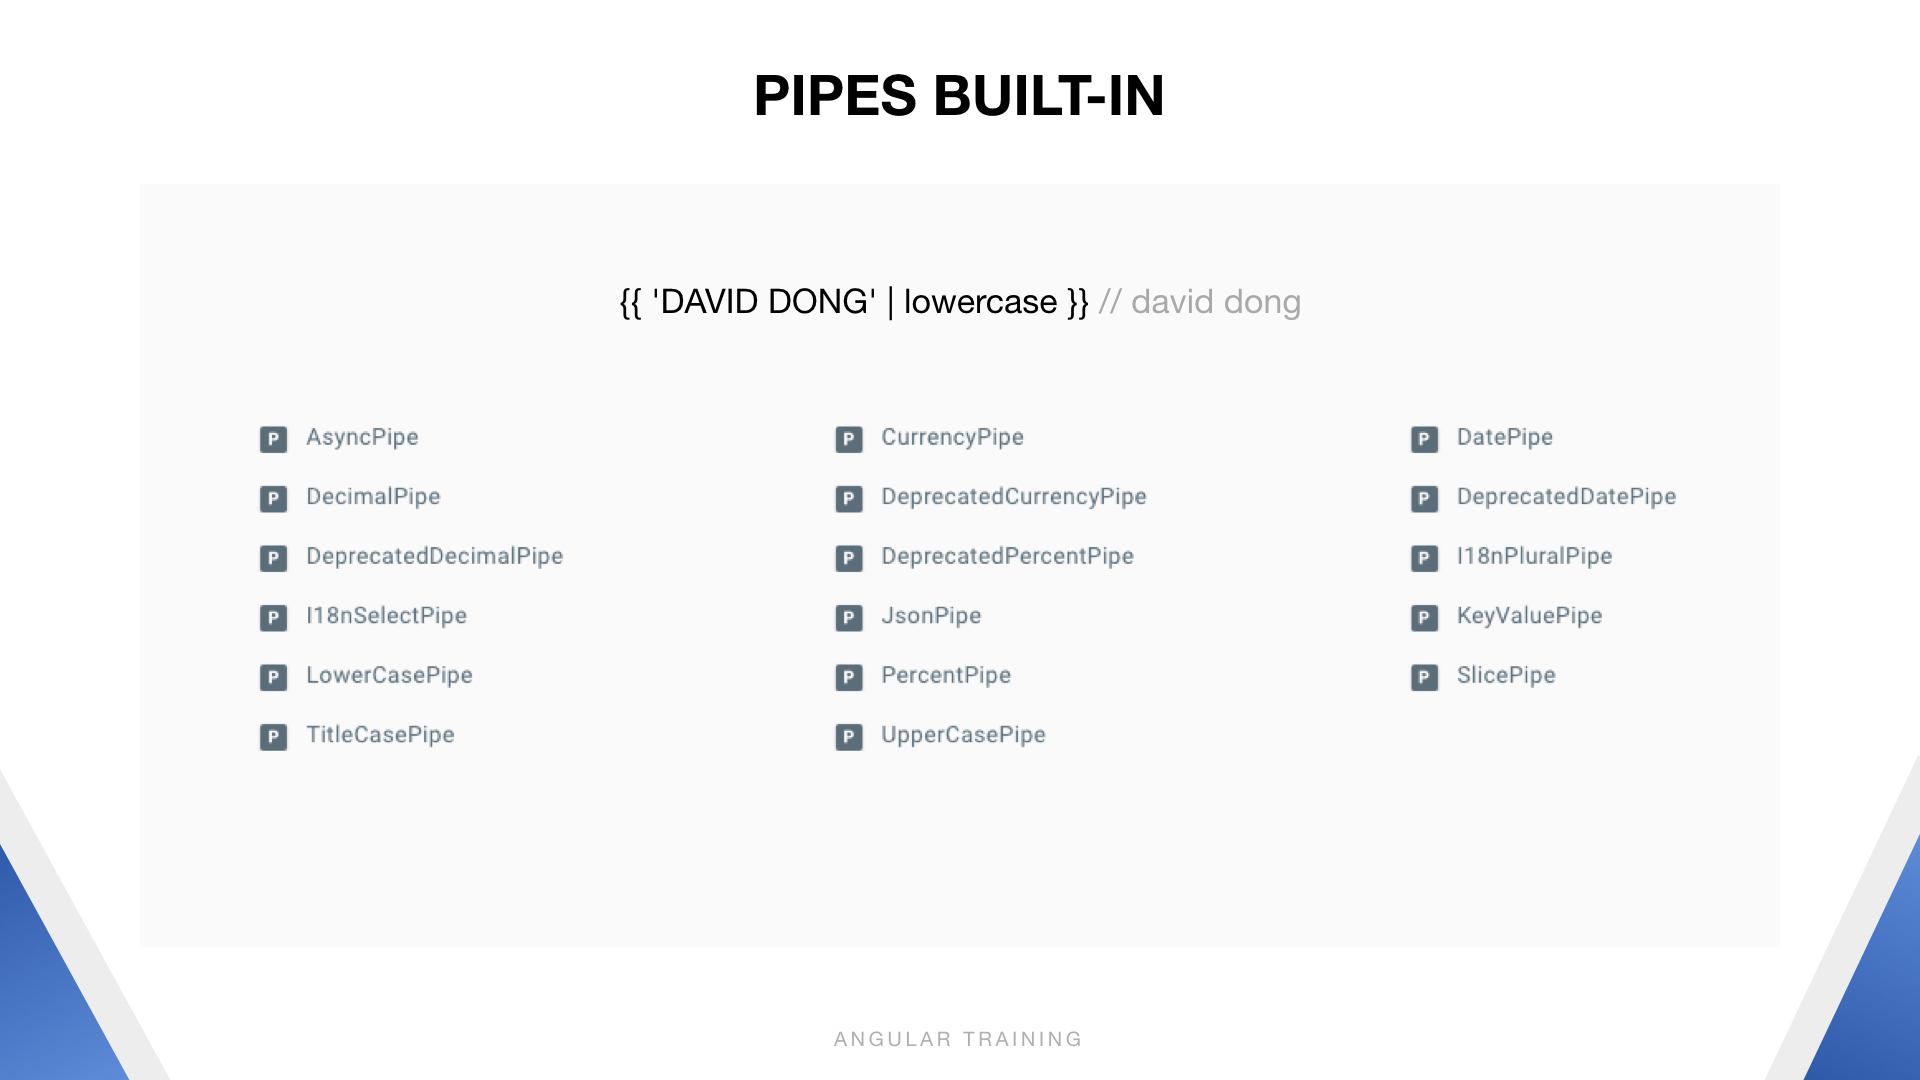 PIPES BUILT-IN
{{ 'DAVID DONG' | lowercase }} // david dong
P AsyncPipe P CurrencyPipe P DatePipe
P DecimalPipe P DeprecatedCurrencyPipe P DeprecatedDatePipe
P DeprecatedDecimalPipe P DeprecatedPercentPipe P I18nPluralPipe
P I18nSelectPipe P JsonPipe P KeyValuePipe
P LowerCasePipe P PercentPipe P SlicePipe
P TitleCasePipe P UpperCasePipe
ANGULAR TRAINING